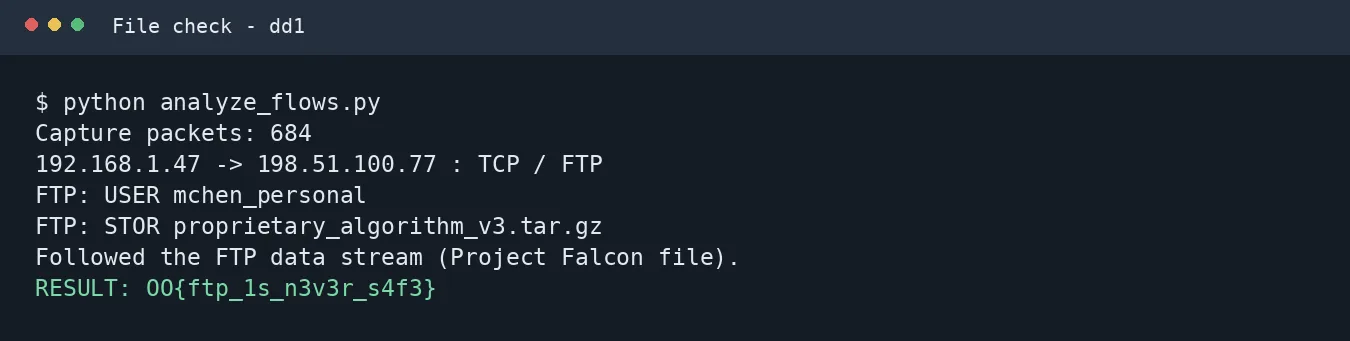 File check - dd1
$ python analyze_flows.py
Capture packets: 684
192.168.1.47 -> 198.51.100.77 : TCP / FTP
FTP: USER mchen_personal
FTP: STOR proprietary_algorithm_v3.tar.gz
Followed the FTP data stream (Project Falcon file).
RESULT: OO{ftp_1s_n3v3r_s4f3}